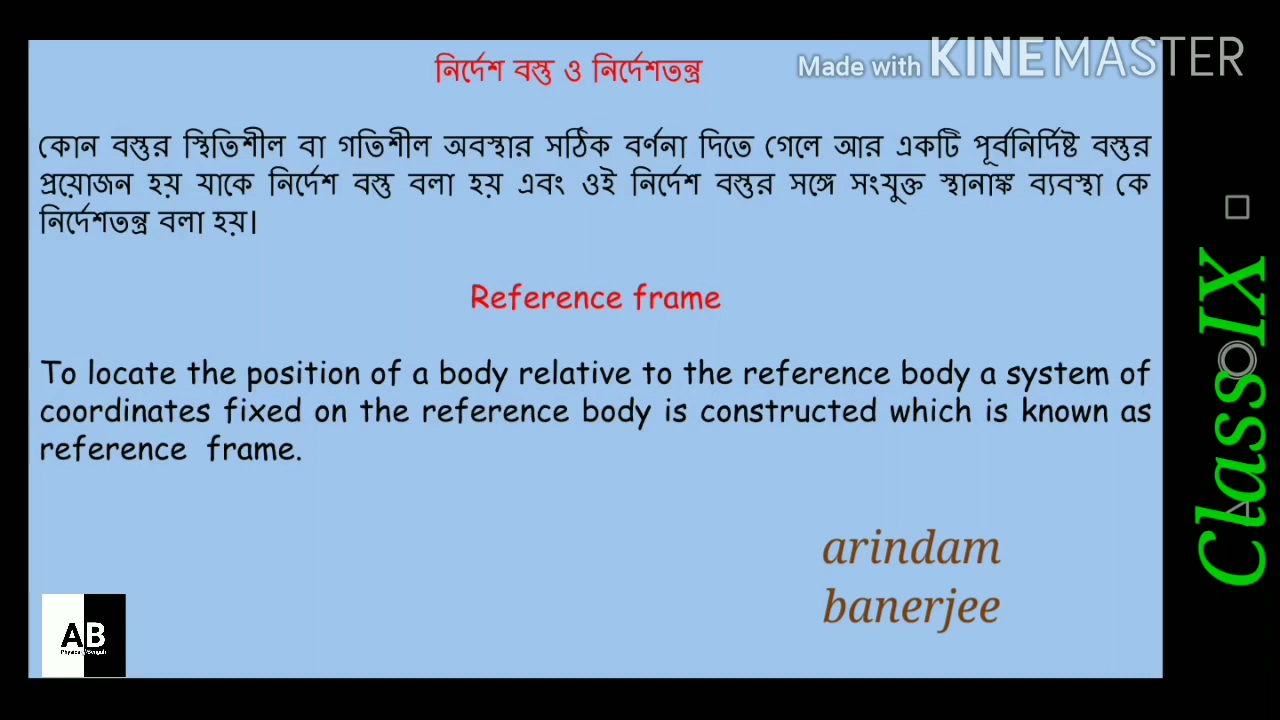 Made with KINEMASTER
নির্দেশ বস্তু ও নির্দেশতন্ত্র
কোন বস্তুর স্থিতিশীল বা গতিশীল অবস্থার সঠিক বর্ণনা দিতে গেলে আর একটি পূর্বনির্দিষ্ট বস্তুর
প্রয়োজন হয় যাকে নির্দেশ বস্তু বলা হয় এবং ওই নির্দেশ বস্তুর সঙ্গে সংযুক্ত স্থানাঙ্ক ব্যবস্থা কে
নির্দেশতন্ত্র বলা হয়।
Reference frame
To locate the position of a body relative to the reference body a system of
coordinates fixed on the reference body is constructed which is known as
reference frame.
arindam
banerjee
AB
Class IX